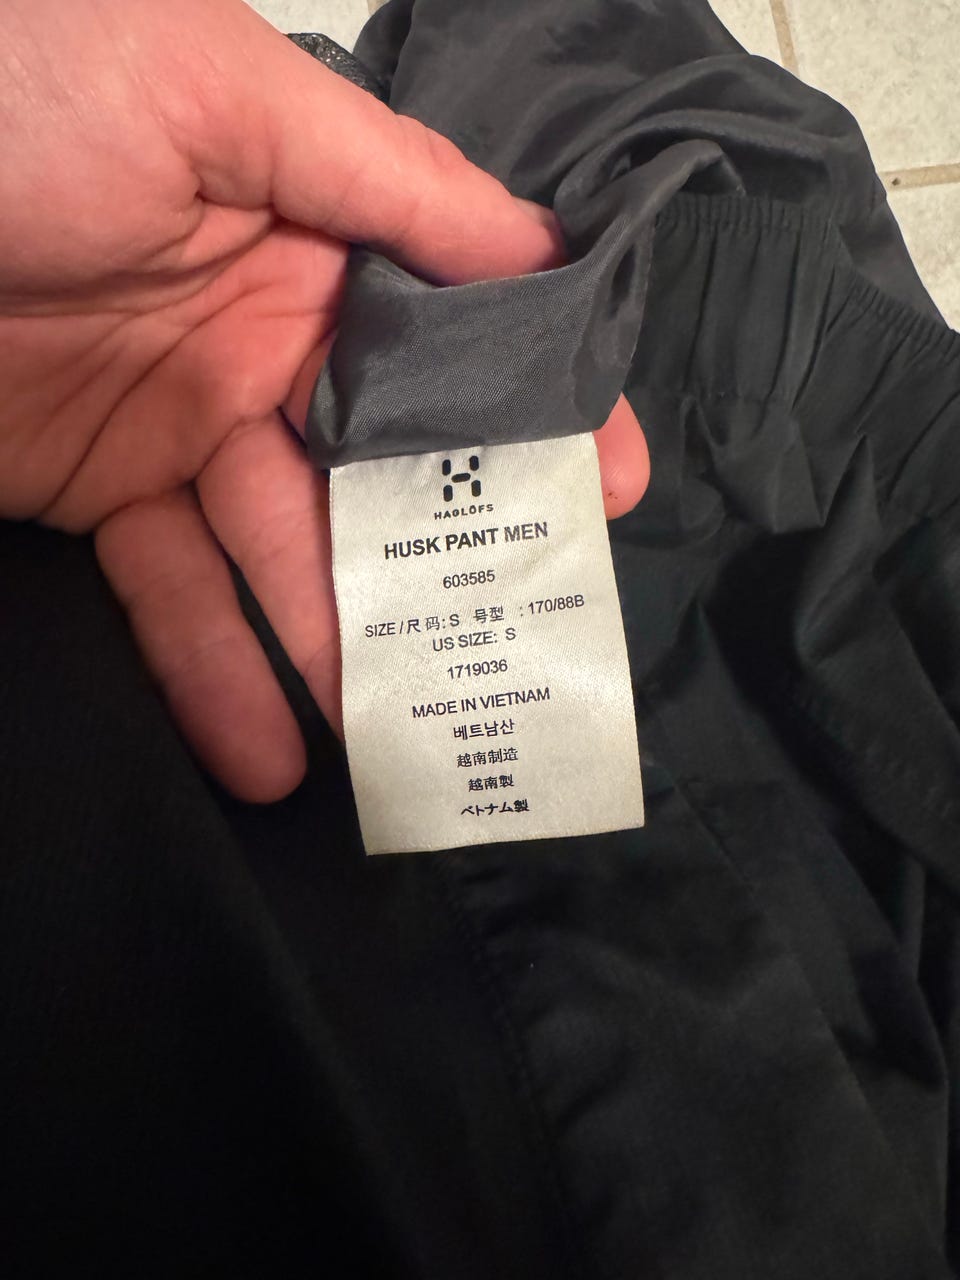 HAGLÖFS
HUSK PANT MEN
603585
SIZE / 尺码: S 号型 : 170/88B
US SIZE: S
1719036
MADE IN VIETNAM
베트남산
越南制造
越南製
ベトナム製